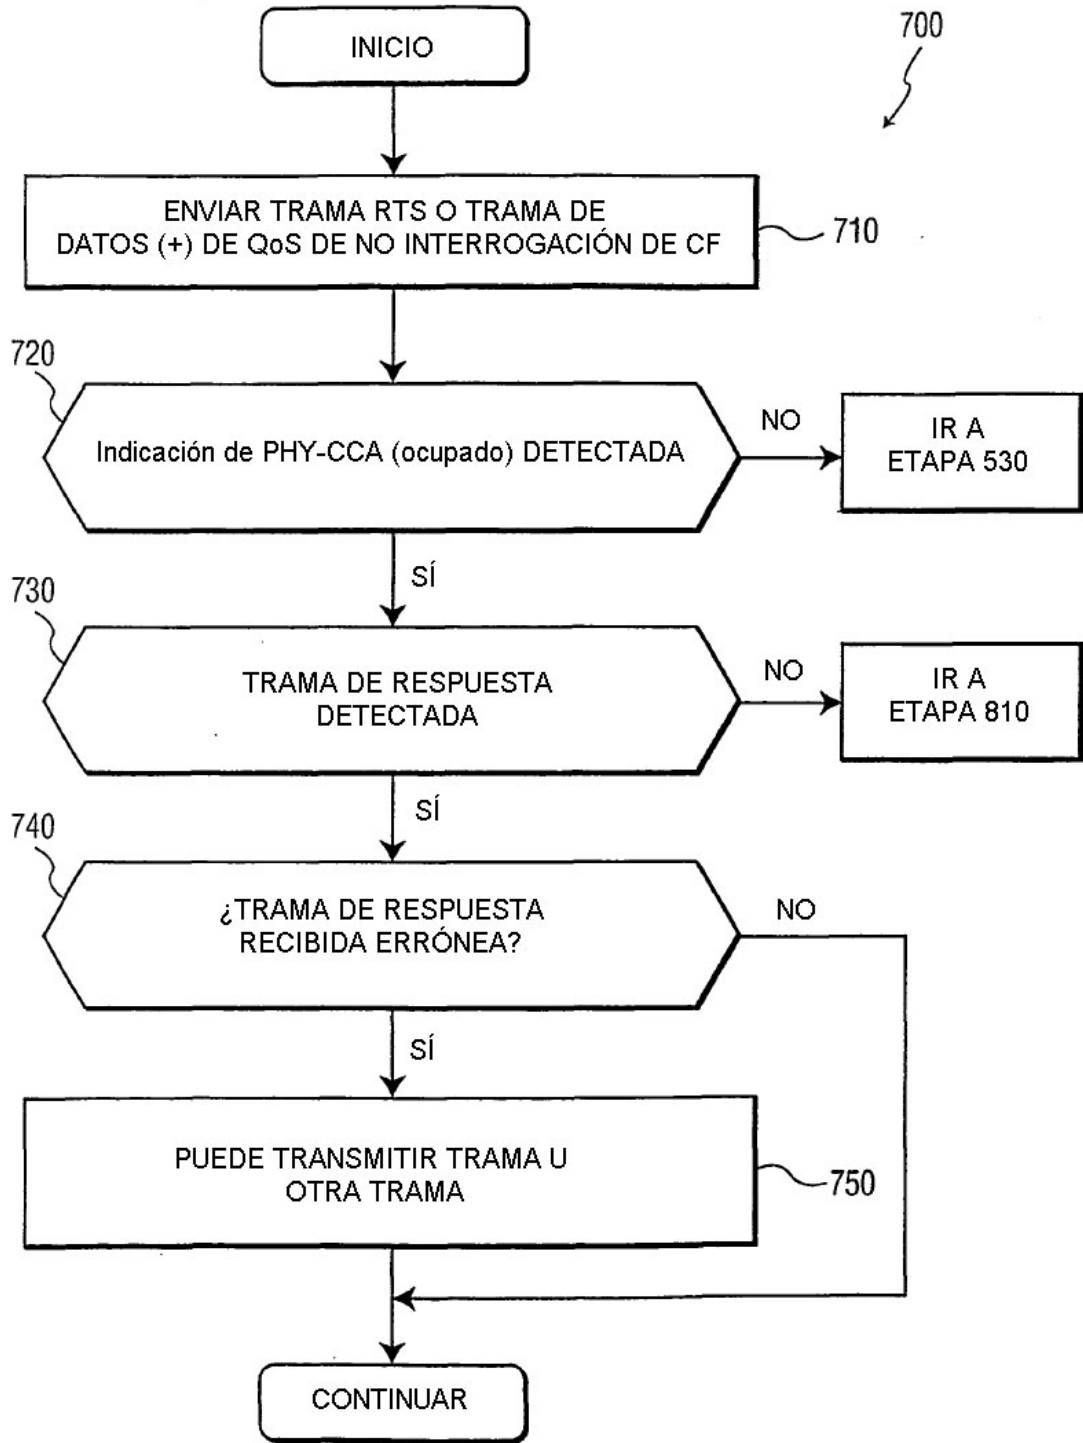 INICIO
700
ENVIAR TRAMA RTS O TRAMA DE
DATOS (+) DE QoS DE NO INTERROGACIÓN DE CF
710
720
Indicación de PHY-CCA (ocupado) DETECTADA
NO
IR A
ETAPA 530
SÍ
730
TRAMA DE RESPUESTA
DETECTADA
NO
IR A
ETAPA 810
SÍ
740
¿TRAMA DE RESPUESTA
RECIBIDA ERRÓNEA?
NO
SÍ
PUEDE TRANSMITIR TRAMA U
OTRA TRAMA
750
CONTINUAR